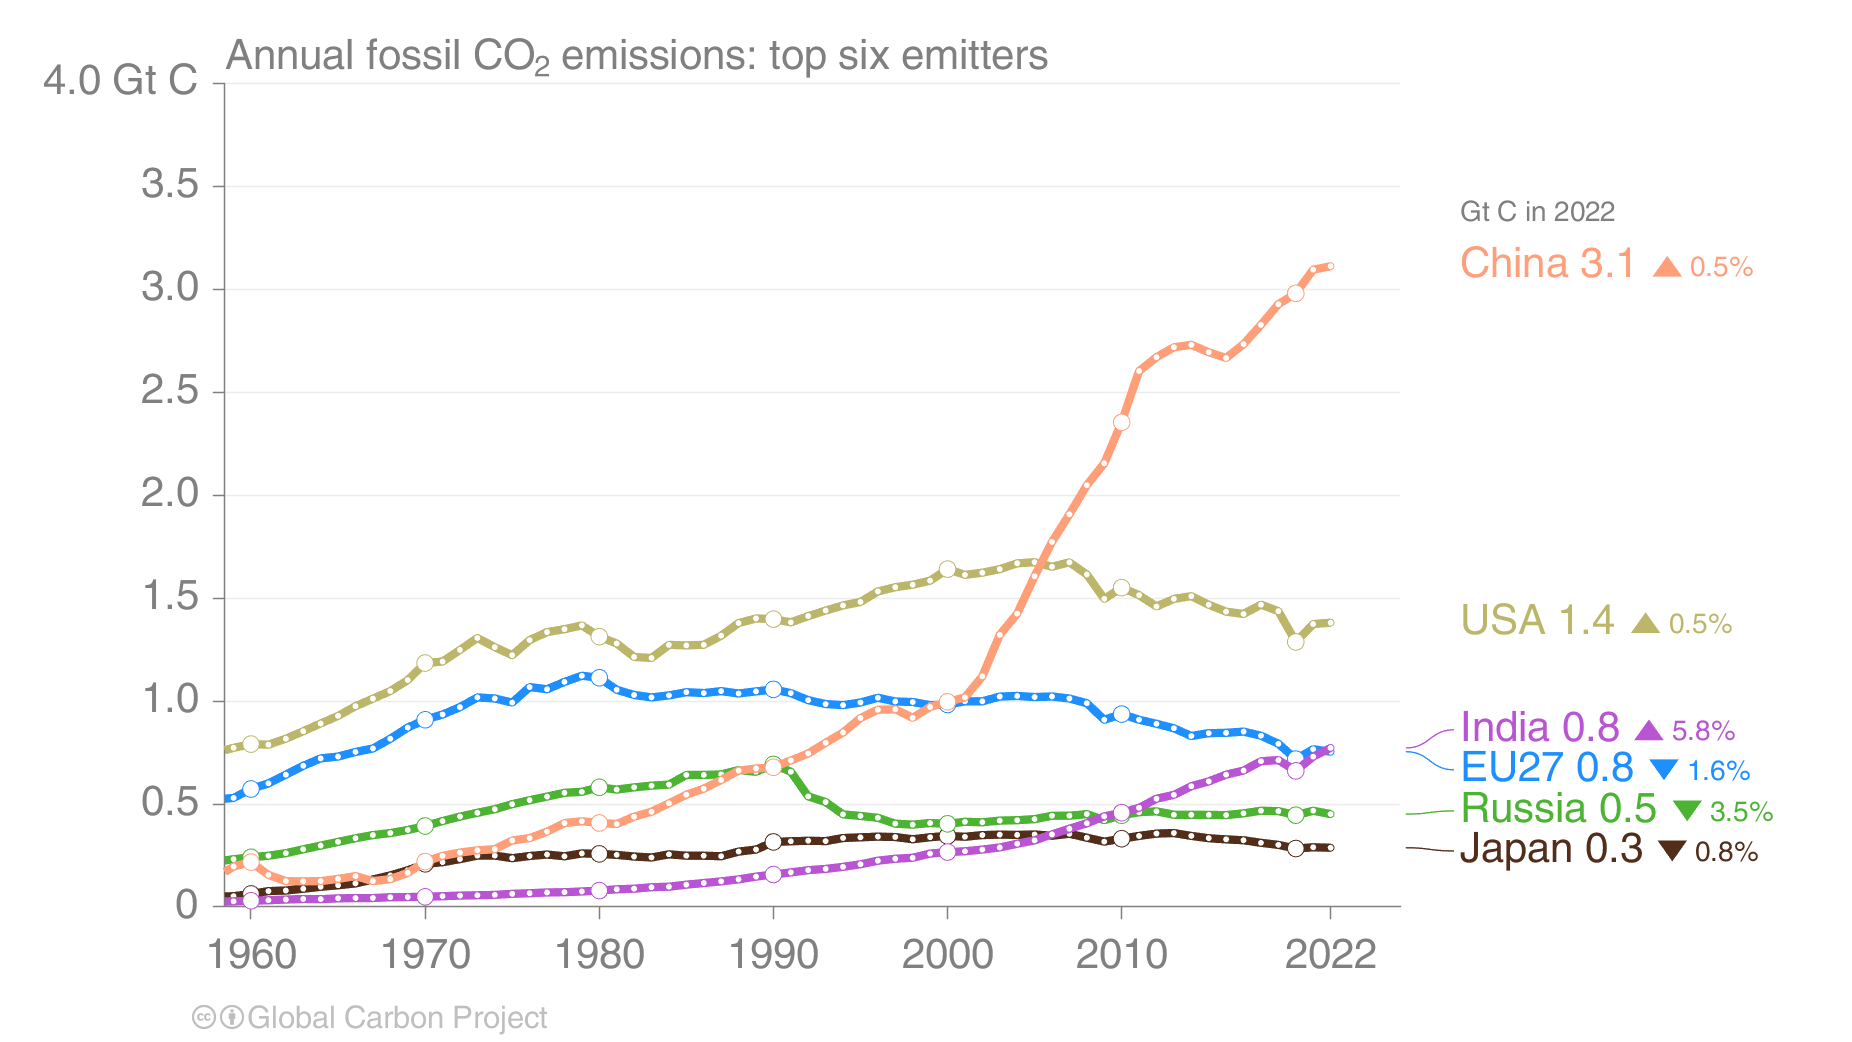 Annual fossil CO₂ emissions: top six emitters
4.0 Gt C
3.5
3.0
2.5
2.0
1.5
1.0
0.5
0
1960 1970 1980 1990 2000 2010 2022
Gt C in 2022
China 3.1 ▲ 0.5%
USA 1.4 ▲ 0.5%
India 0.8 ▲ 5.8%
EU27 0.8 ▼ 1.6%
Russia 0.5 ▼ 3.5%
Japan 0.3 ▼ 0.8%
cc Global Carbon Project